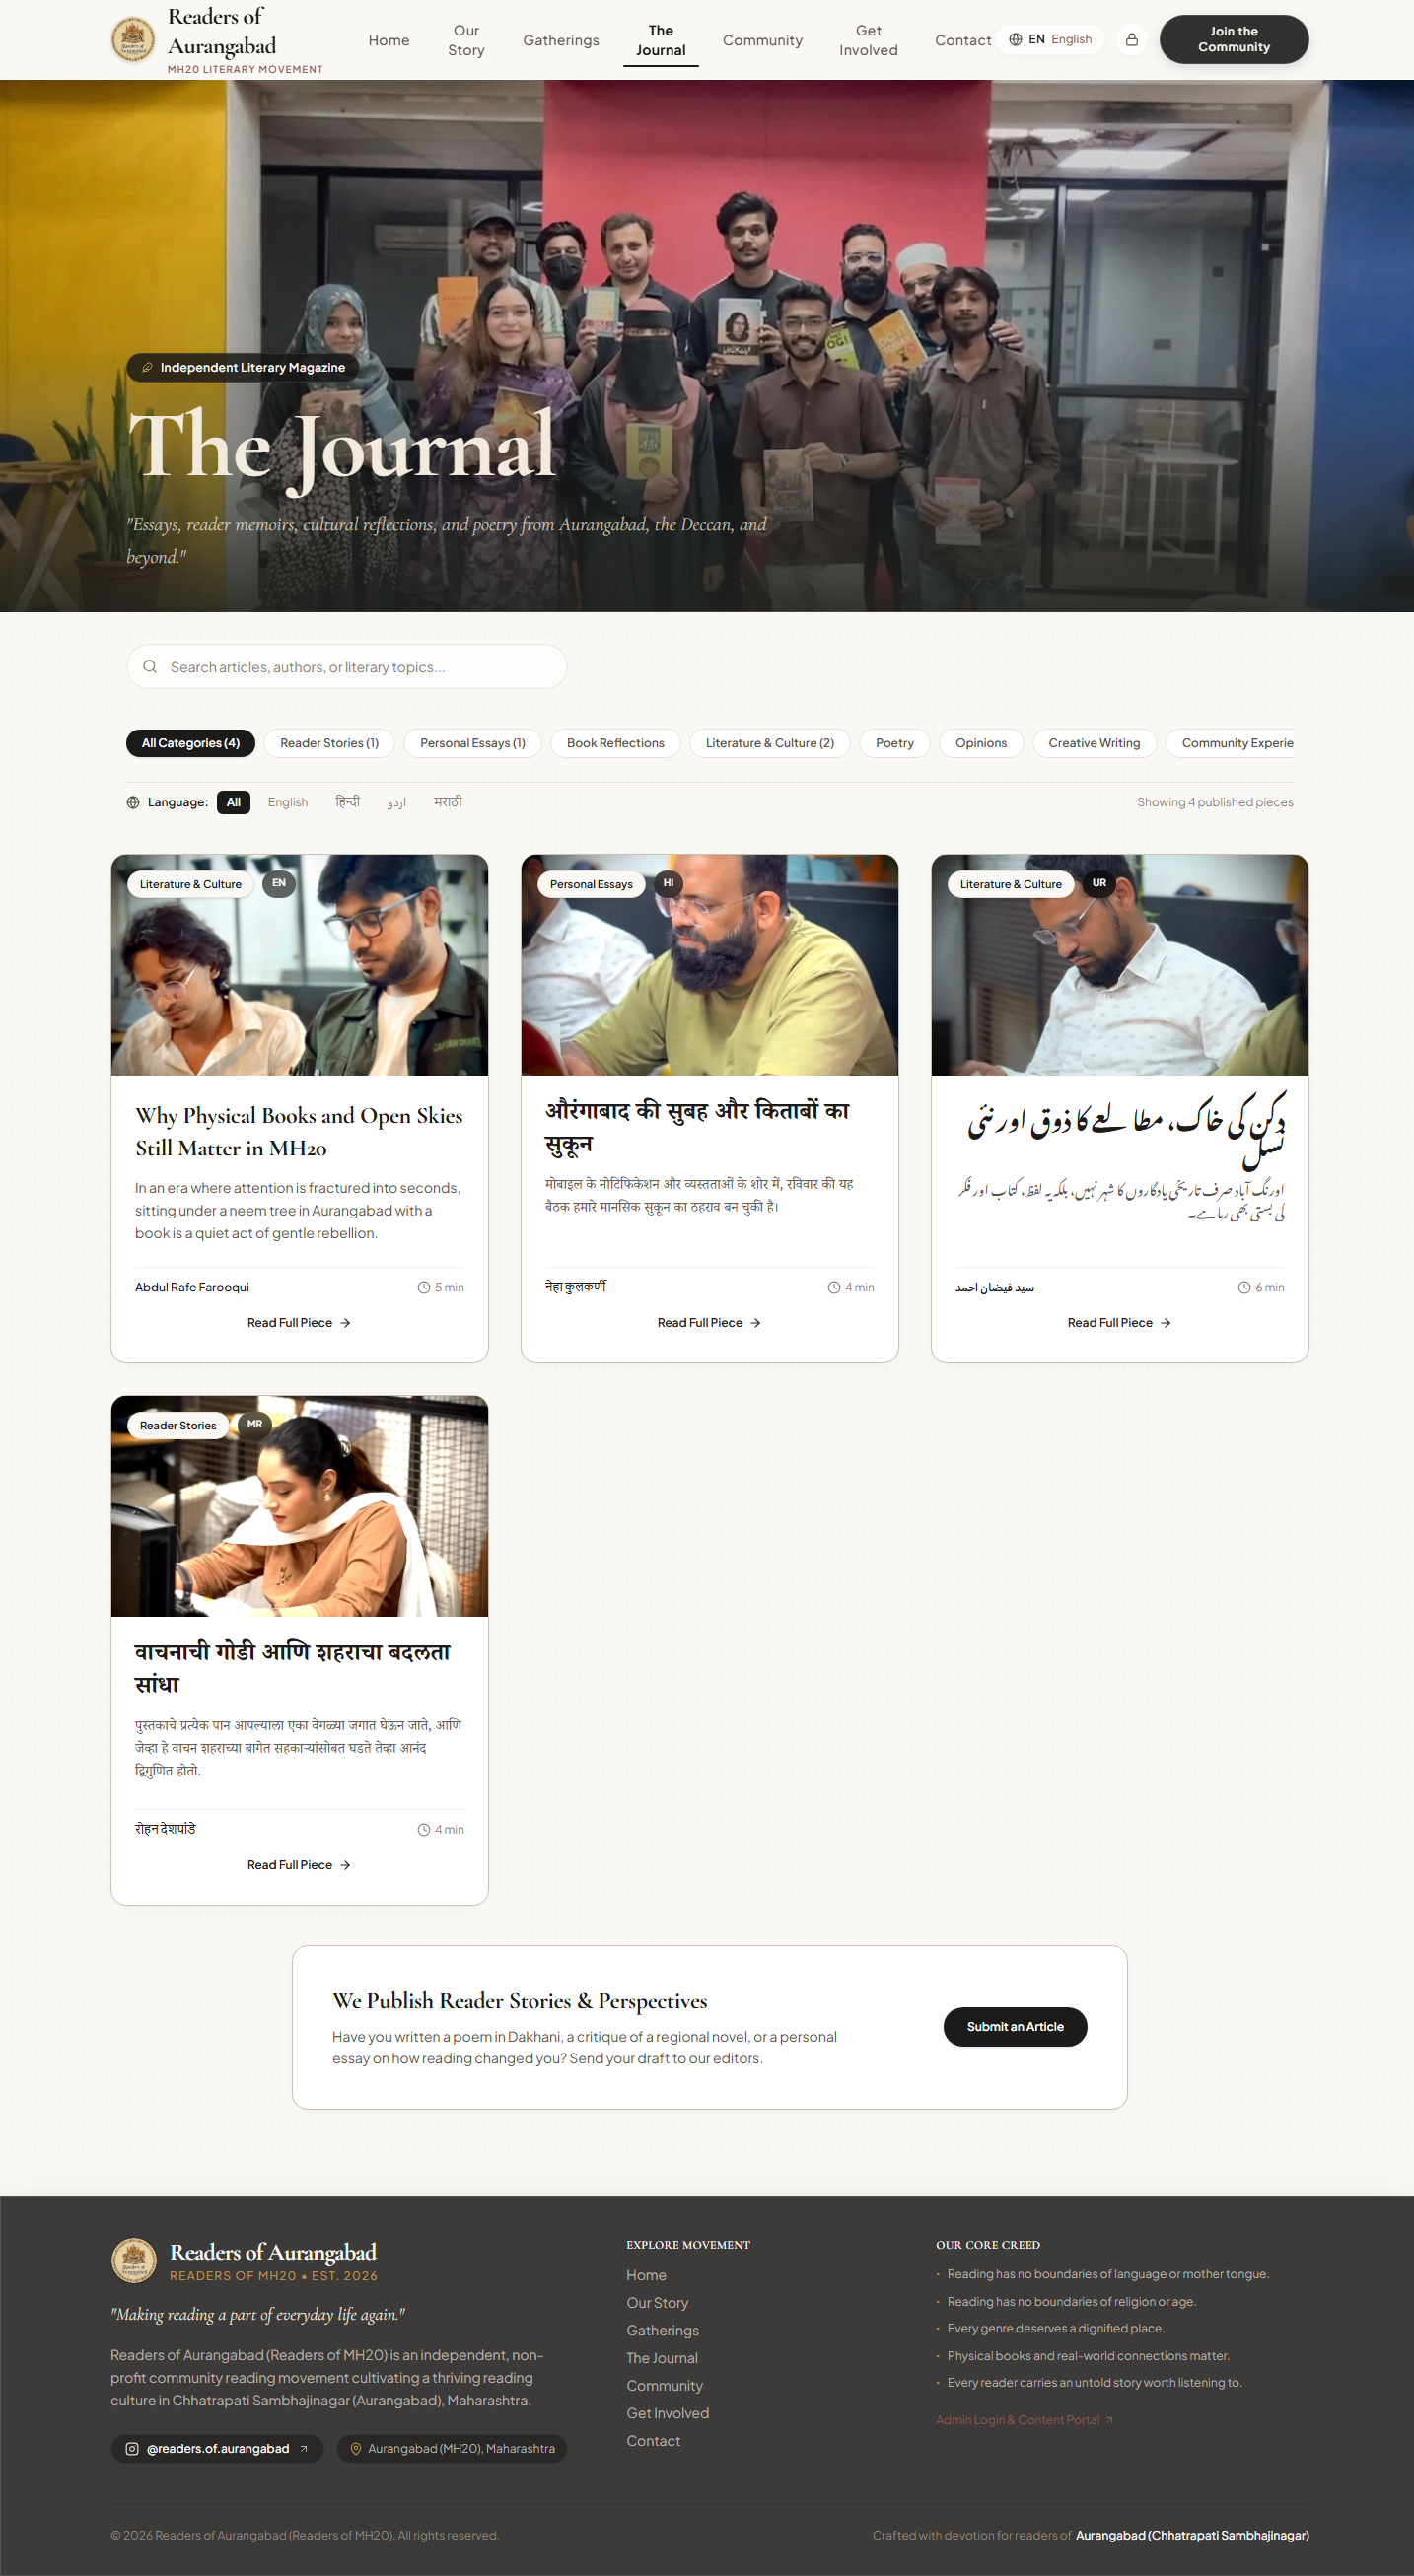 Readers of
Aurangabad
MH20 LITERARY MOVEMENT
Home
Our
Story
Gatherings
The
Journal
Community
Get
Involved
Contact
EN English
Join the
Community
Independent Literary Magazine
The Journal
"Essays, reader memoirs, cultural reflections, and poetry from Aurangabad, the Deccan, and
beyond."
Search articles, authors, or literary topics...
All Categories (4)
Reader Stories (1)
Personal Essays (1)
Book Reflections
Literature & Culture (2)
Poetry
Opinions
Creative Writing
Community Experie
Language:
All
English
हिन्दी
اردو
मराठी
Showing 4 published pieces
Literature & Culture
EN
Why Physical Books and Open Skies
Still Matter in MH20
In an era where attention is fractured into seconds,
sitting under a neem tree in Aurangabad with a
book is a quiet act of gentle rebellion.
Abdul Rafe Farooqui
5 min
Read Full Piece
Personal Essays
HI
औरंगाबाद की सुबह और किताबों का
सुकून
मोबाइल के नोटिफिकेशन और व्यस्तताओं के शोर में, रविवार की यह
बैठक हमारे मानसिक सुकून का ठहराव बन चुकी है।
नेहा कुलकर्णी
4 min
Read Full Piece
Literature & Culture
UR
دکن کی خاک، مطالعے کا ذوق اور نئی
نسل
اورنگ آباد صرف تاریخی یادگاروں کا شہر نہیں، بلکہ یہ لفظ، کتاب اور فکر
کی بستی بھی رہا ہے۔
سید فیضان احمد
6 min
Read Full Piece
Reader Stories
MR
वाचनाची गोडी आणि शहराचा बदलता
सांधा
पुस्तकाचे प्रत्येक पान आपल्याला एका वेगळ्या जगात घेऊन जाते, आणि
जेव्हा हे वाचन शहराच्या बागेत सहकाऱ्यांसोबत घडते तेव्हा आनंद
द्विगुणित होतो.
रोहन देशपांडे
4 min
Read Full Piece
We Publish Reader Stories & Perspectives
Have you written a poem in Dakhani, a critique of a regional novel, or a personal
essay on how reading changed you? Send your draft to our editors.
Submit an Article
Readers of Aurangabad
READERS OF MH20 • EST. 2026
"Making reading a part of everyday life again."
Readers of Aurangabad (Readers of MH20) is an independent, non-
profit community reading movement cultivating a thriving reading
culture in Chhatrapati Sambhajinagar (Aurangabad), Maharashtra.
@readers.of.aurangabad
Aurangabad (MH20), Maharashtra
EXPLORE MOVEMENT
Home
Our Story
Gatherings
The Journal
Community
Get Involved
Contact
OUR CORE CREED
• Reading has no boundaries of language or mother tongue.
• Reading has no boundaries of religion or age.
• Every genre deserves a dignified place.
• Physical books and real-world connections matter.
• Every reader carries an untold story worth listening to.
Admin Login & Content Portal
© 2026 Readers of Aurangabad (Readers of MH20). All rights reserved.
Crafted with devotion for readers of Aurangabad (Chhatrapati Sambhajinagar)